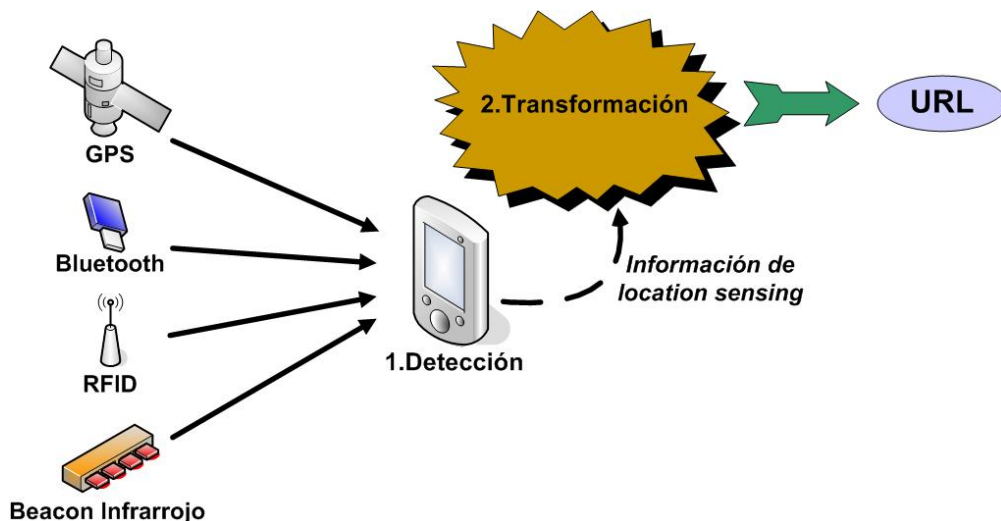 GPS
Bluetooth
RFID
Beacon Infrarrojo
1.Detección
Información de
location sensing
2.Transformación
URL